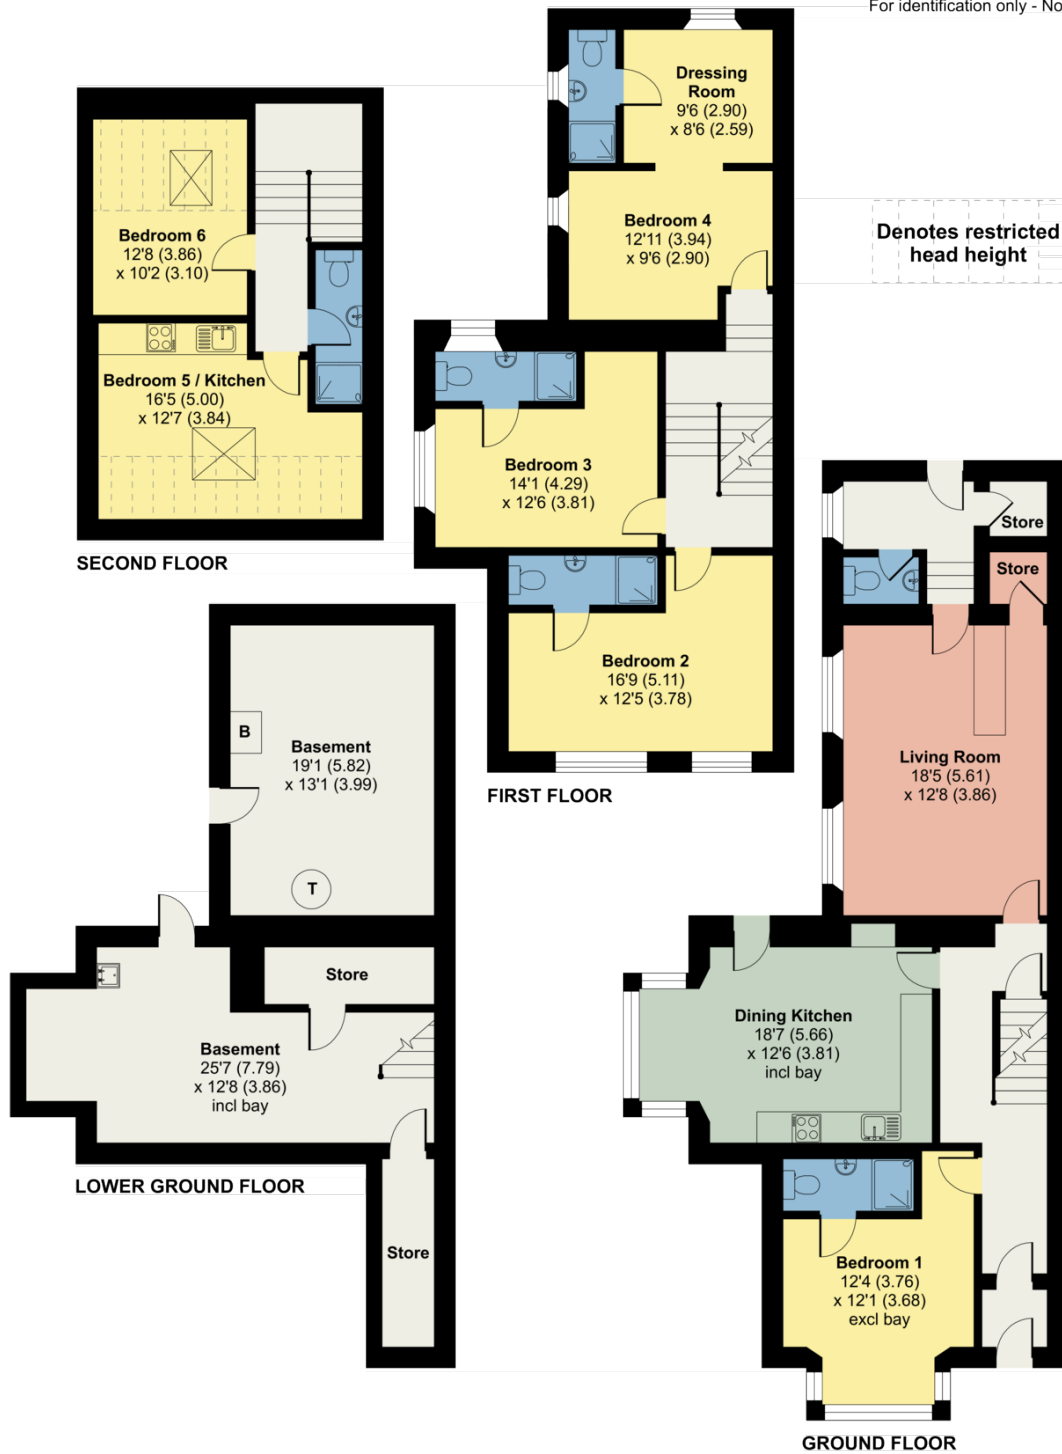 For identification only - No
Dressing
Room
9'6 (2.90)
x 8'6 (2.59)
Bedroom 4
12'11 (3.94)
x 9'6 (2.90)
Denotes restricted
head height
Bedroom 6
12'8 (3.86)
x 10'2 (3.10)
Bedroom 5 / Kitchen
16'5 (5.00)
x 12'7 (3.84)
SECOND FLOOR
Bedroom 3
14'1 (4.29)
x 12'6 (3.81)
Bedroom 2
16'9 (5.11)
x 12'5 (3.78)
FIRST FLOOR
Store
Store
Living Room
18'5 (5.61)
x 12'8 (3.86)
B
Basement
19'1 (5.82)
x 13'1 (3.99)
T
Store
Basement
25'7 (7.79)
x 12'8 (3.86)
incl bay
LOWER GROUND FLOOR
Store
Dining Kitchen
18'7 (5.66)
x 12'6 (3.81)
incl bay
Bedroom 1
12'4 (3.76)
x 12'1 (3.68)
excl bay
GROUND FLOOR